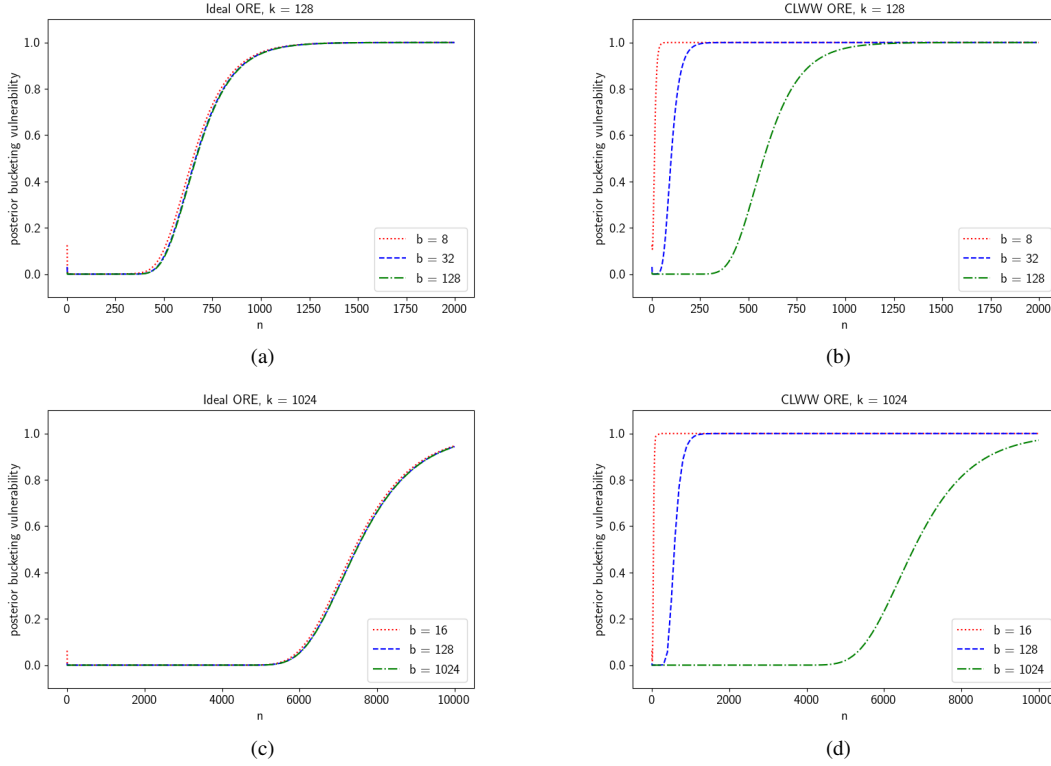 Ideal ORE, k = 128
posterior bucketing vulnerability
1.0
0.8
0.6
0.4
0.2
0.0
b = 8
b = 32
b = 128
0 250 500 750 1000 1250 1500 1750 2000
n
(a)
CLWW ORE, k = 128
posterior bucketing vulnerability
1.0
0.8
0.6
0.4
0.2
0.0
b = 8
b = 32
b = 128
0 250 500 750 1000 1250 1500 1750 2000
n
(b)
Ideal ORE, k = 1024
posterior bucketing vulnerability
1.0
0.8
0.6
0.4
0.2
0.0
b = 16
b = 128
b = 1024
0 2000 4000 6000 8000 10000
n
(c)
CLWW ORE, k = 1024
posterior bucketing vulnerability
1.0
0.8
0.6
0.4
0.2
0.0
b = 16
b = 128
b = 1024
0 2000 4000 6000 8000 10000
n
(d)